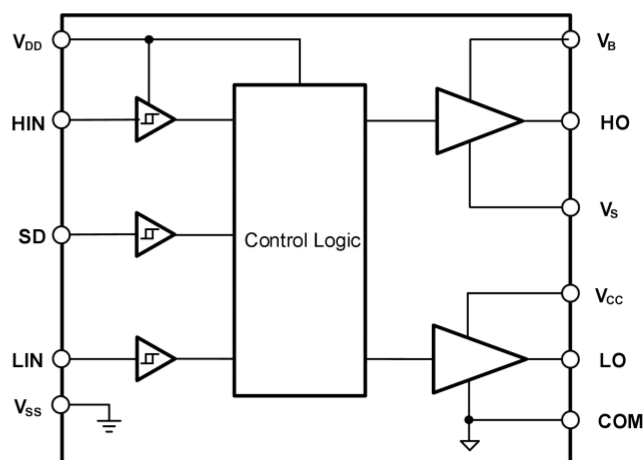 VDD
VB
HIN
HO
SD
Control Logic
VS
VCC
LIN
LO
VSS
COM